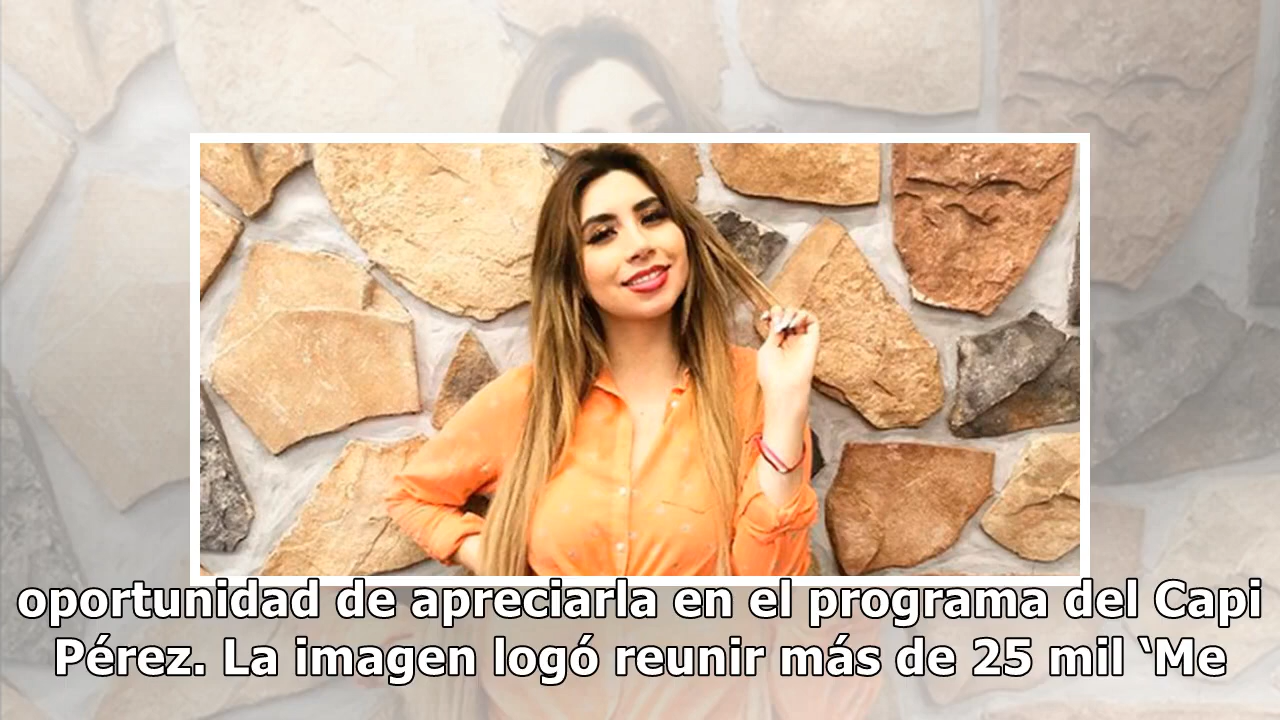 oportunidad de apreciarla en el programa del Capi
Pérez. La imagen logó reunir más de 25 mil ‘Me